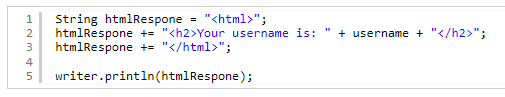 1 String htmlRespone = "<html>";
2 htmlRespone += "<h2>Your username is: " + username + "</h2>";
3 htmlRespone += "</html>";
4
5 writer.println(htmlRespone);